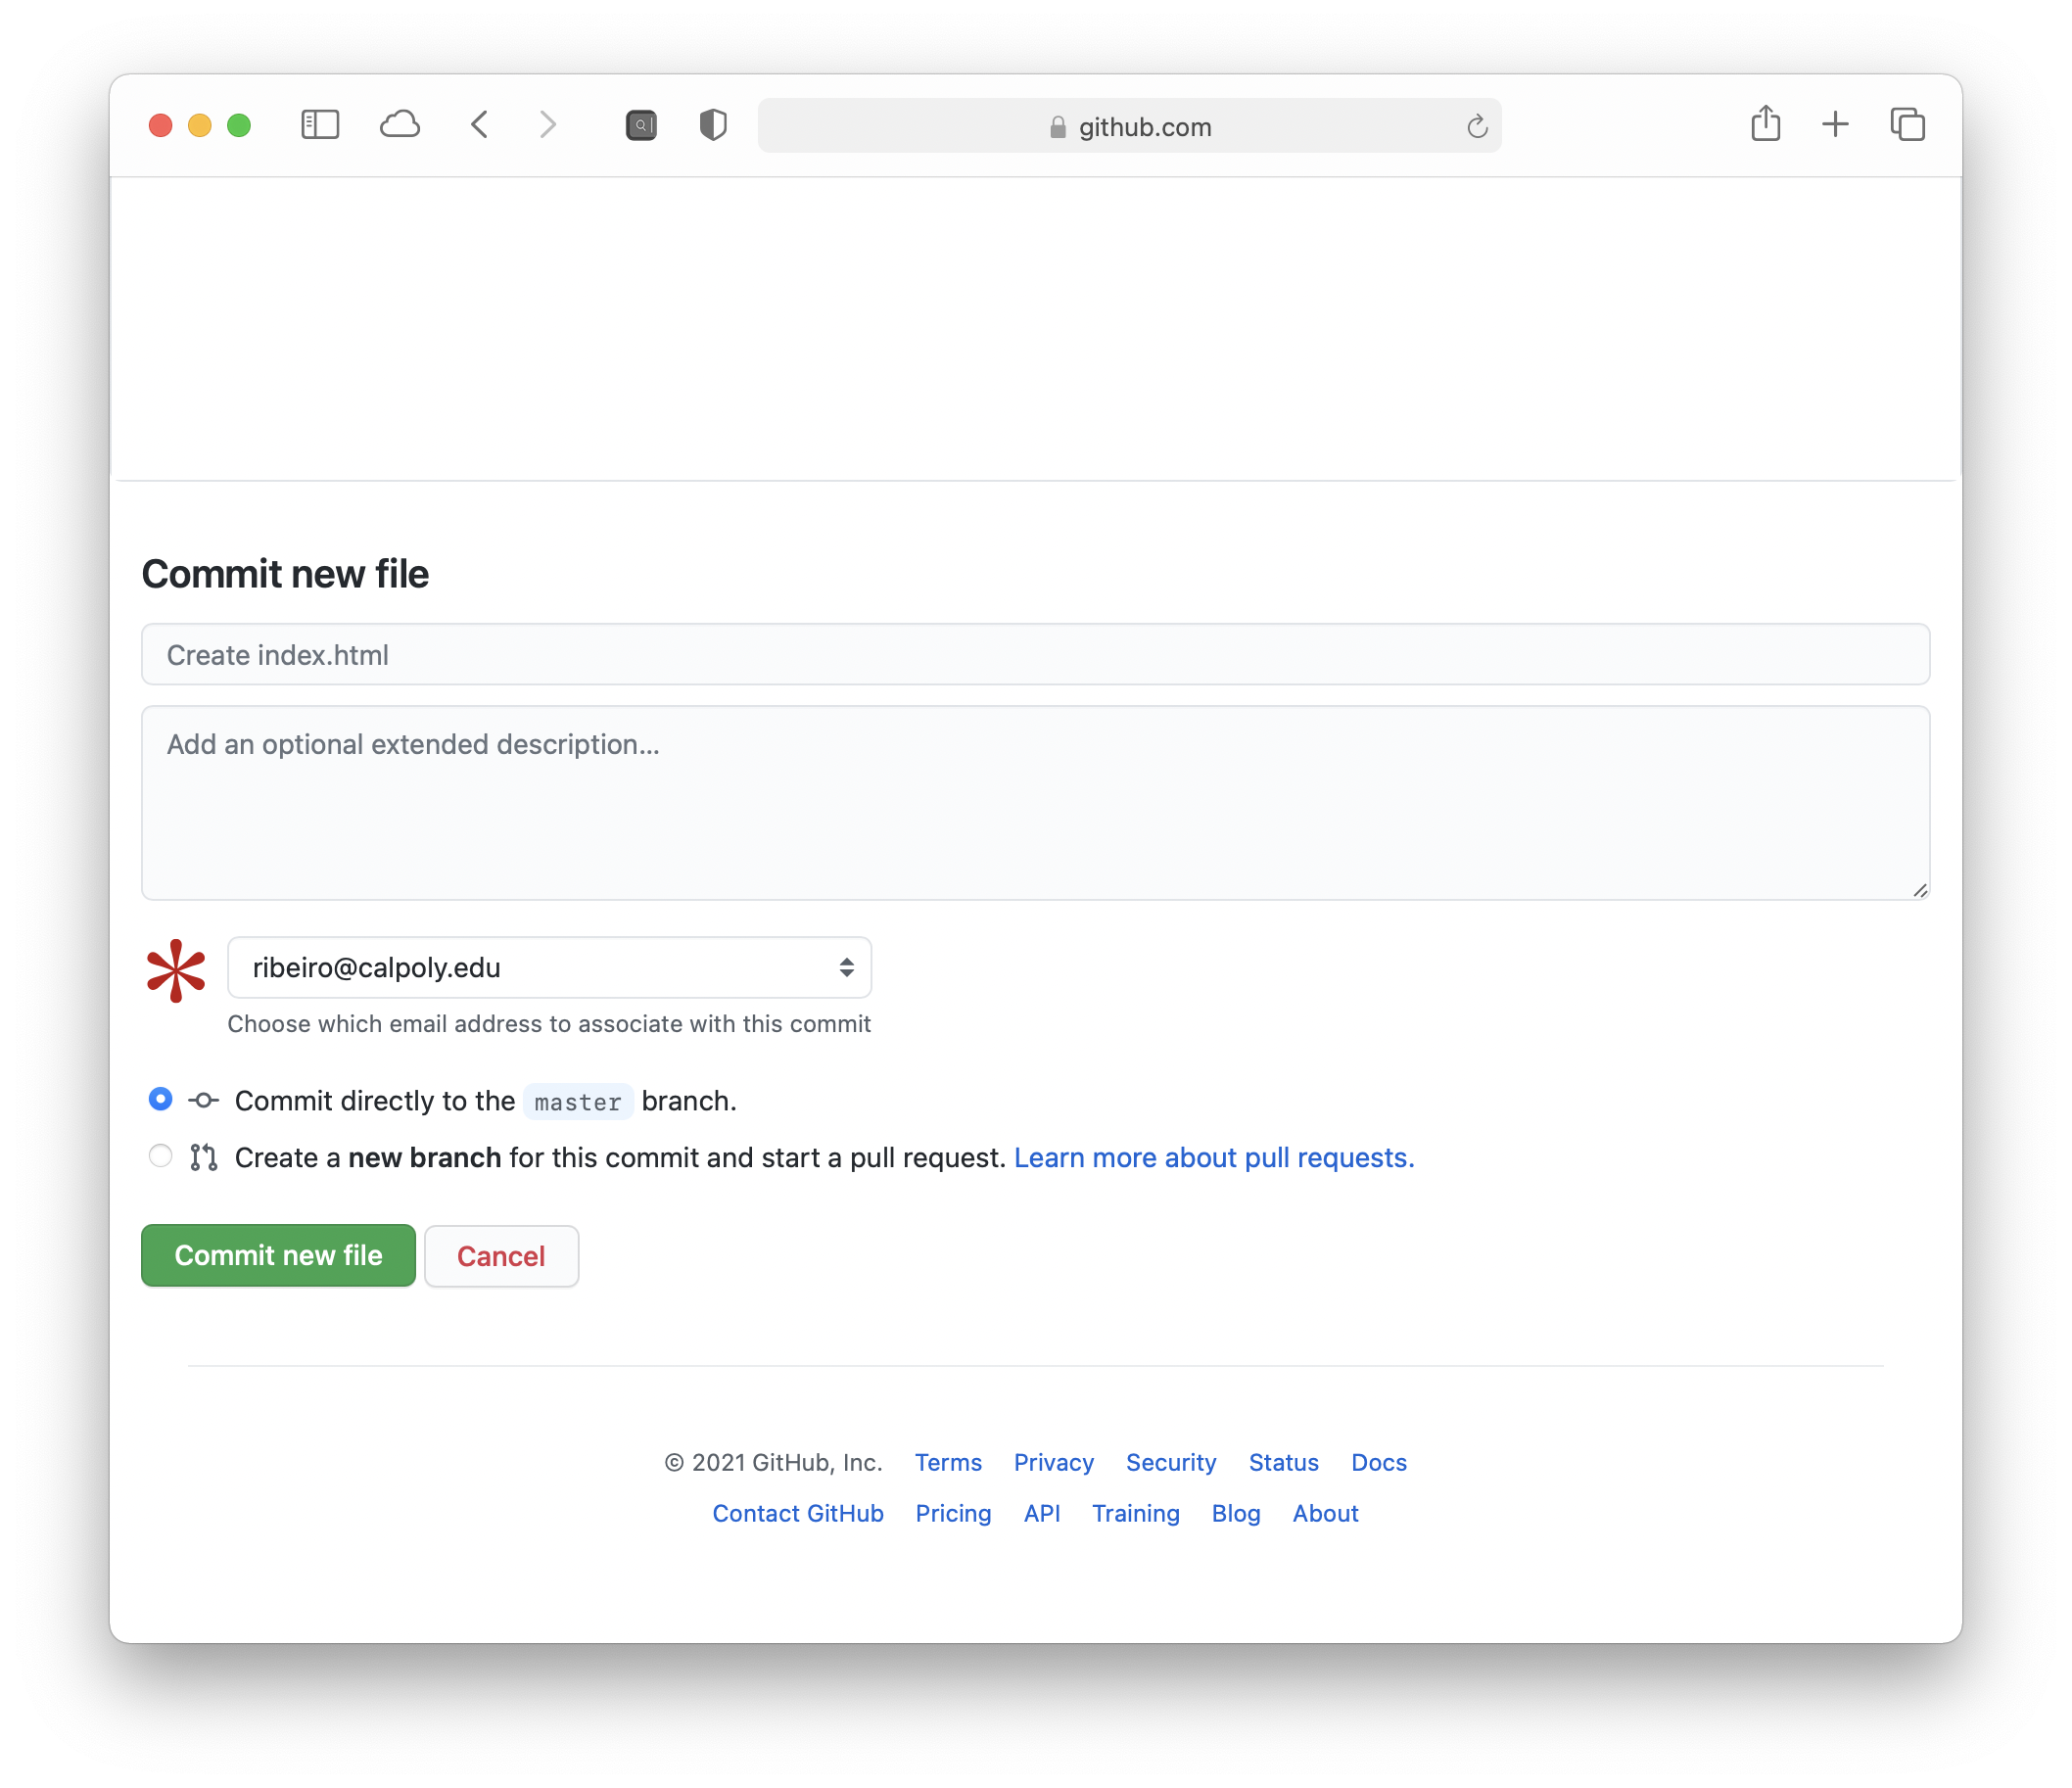 github.com
Commit new file
Create index.html
Add an optional extended description...
ribeiro@calpoly.edu
Choose which email address to associate with this commit
Commit directly to the master branch.
Create a new branch for this commit and start a pull request. Learn more about pull requests.
Commit new file Cancel
© 2021 GitHub, Inc. Terms Privacy Security Status Docs
Contact GitHub Pricing API Training Blog About